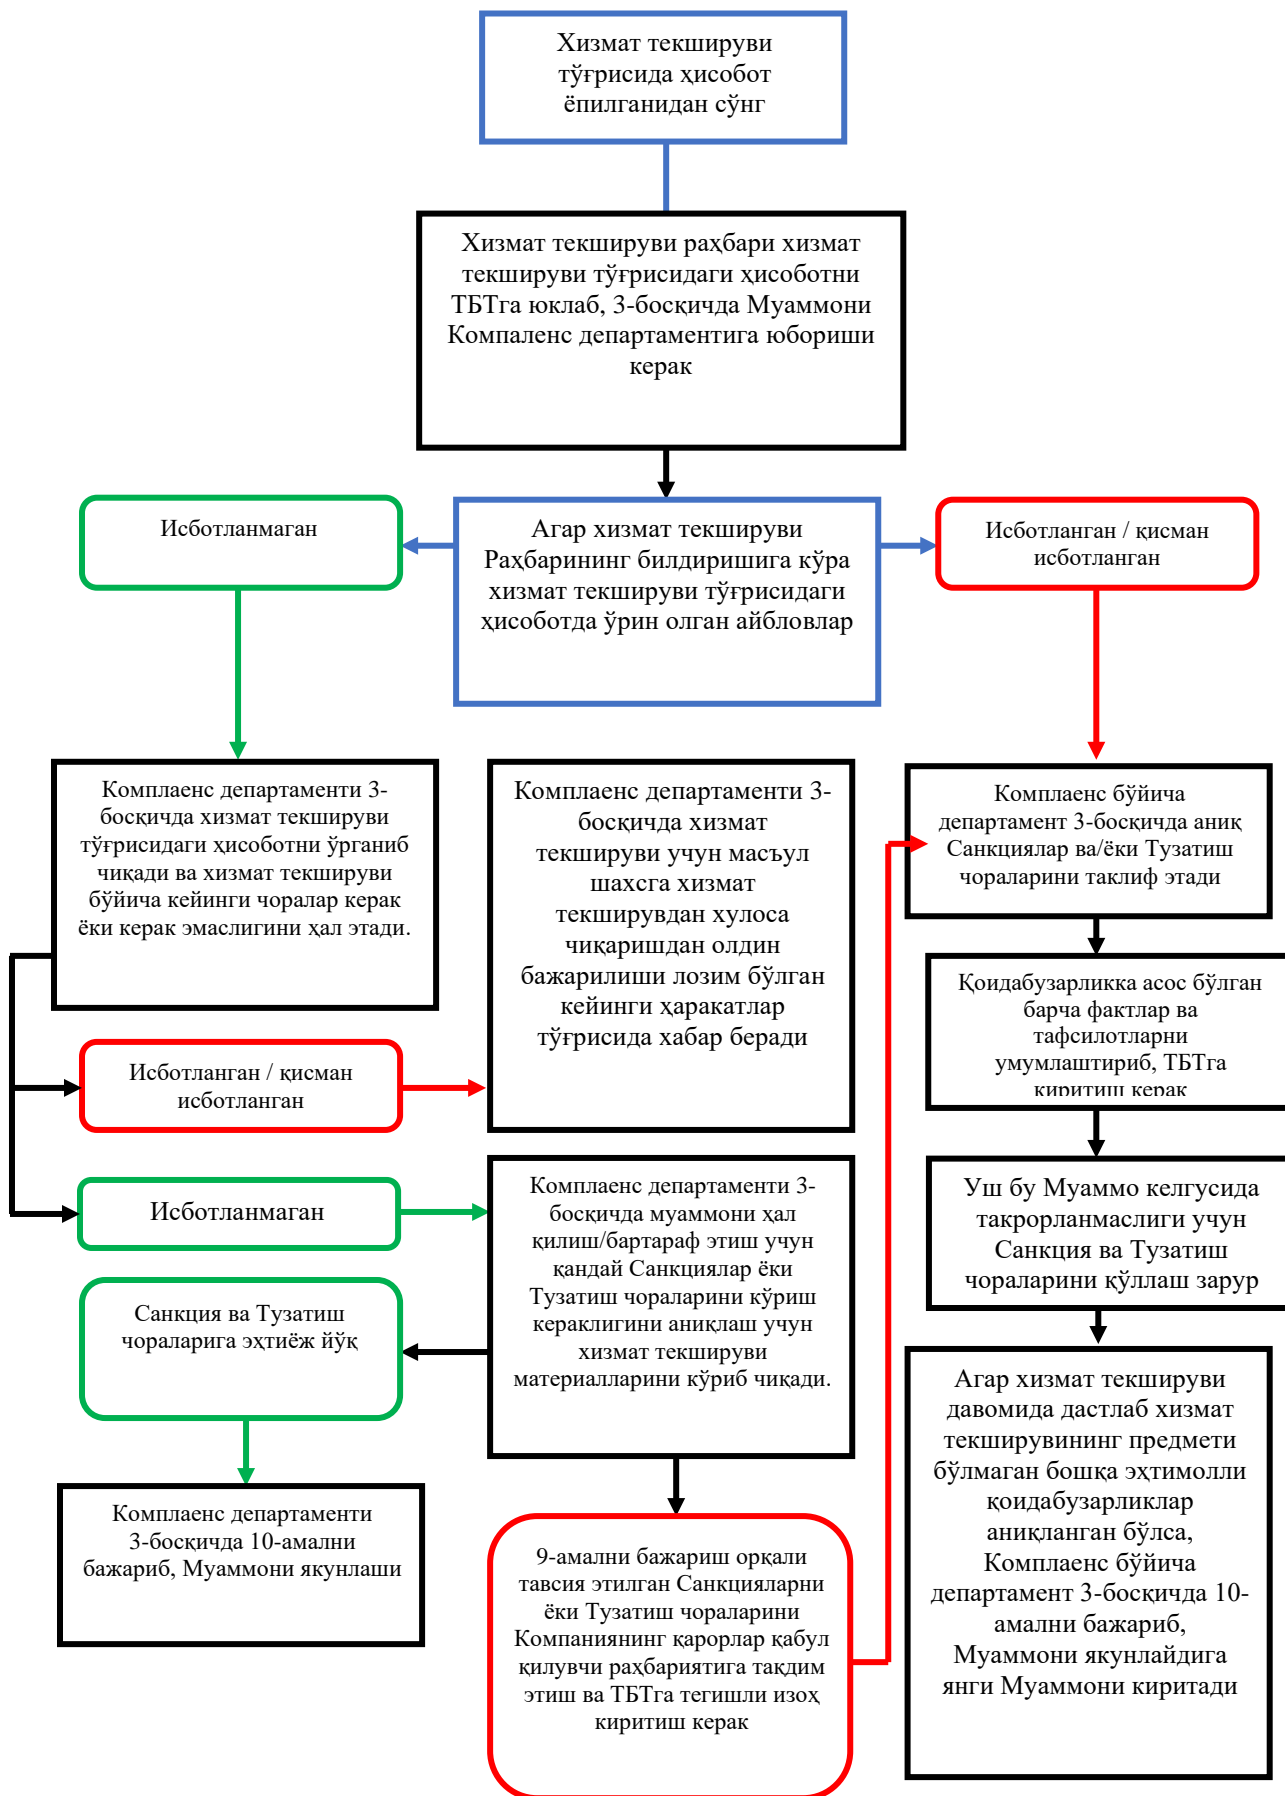 Хизмат текшируви
тўғрисида ҳисобот
ёпилганидан сўнг
Хизмат текшируви раҳбари хизмат
текшируви тўғрисидаги ҳисоботни
ТБТга юклаб, 3-босқичда Муаммони
Компаленс департаментига юбориши
керак
Исботланмаган
Агар хизмат текшируви
Раҳбарининг билдиришига кўра
хизмат текшируви тўғрисидаги
ҳисоботда ўрин олган айбловлар
Исботланган / қисман
исботланган
Комплаенс департаменти 3-
босқичда хизмат текшируви
тўғрисидаги ҳисоботни ўрганиб
чиқади ва хизмат текшируви
бўйича кейинги чоралар керак
ёки керак эмаслигини ҳал этади.
Комплаенс департаменти 3-
босқичда хизмат
текшируви учун масъул
шахсга хизмат
текширувдан хулоса
чиқаришдан олдин
бажарилиши лозим бўлган
кейинги ҳаракатлар
тўғрисида хабар беради
Комплаенс бўйича
департамент 3-босқичда аниқ
Санкциялар ва/ёки Тузатиш
чораларини таклиф этади
Қоидабузарликка асос бўлган
барча фактлар ва
тафсилотларни
умумлаштириб, ТБТга
киритиш керак
Исботланган / қисман
исботланган
Исботланмаган
Комплаенс департаменти 3-
босқичда муаммони ҳал
қилиш/бартараф этиш учун
қандай Санкциялар ёки
Тузатиш чораларини кўриш
кераклигини аниқлаш учун
хизмат текшируви
материалларини кўриб чиқади.
Уш бу Муаммо келгусида
такрорланмаслиги учун
Санкция ва Тузатиш
чораларини қўллаш зарур
Санкция ва Тузатиш
чораларига эҳтиёж йўқ
Агар хизмат текшируви
давомида дастлаб хизмат
текширувининг предмети
бўлмаган бошқа эҳтимолли
қоидабузарликлар
аниқланган бўлса,
Комплаенс бўйича
департамент 3-босқичда 10-
амални бажариб,
Муаммони якунлайдига
янги Муаммони киритади
Комплаенс департаменти
3-босқичда 10-амални
бажариб, Муаммони якунлаши
9-амални бажариш орқали
тавсия этилган Санкцияларни
ёки Тузатиш чораларини
Компаниянинг қарорлар қабул
қилувчи раҳбариятига тақдим
этиш ва ТБТга тегишли изоҳ
киритиш керак